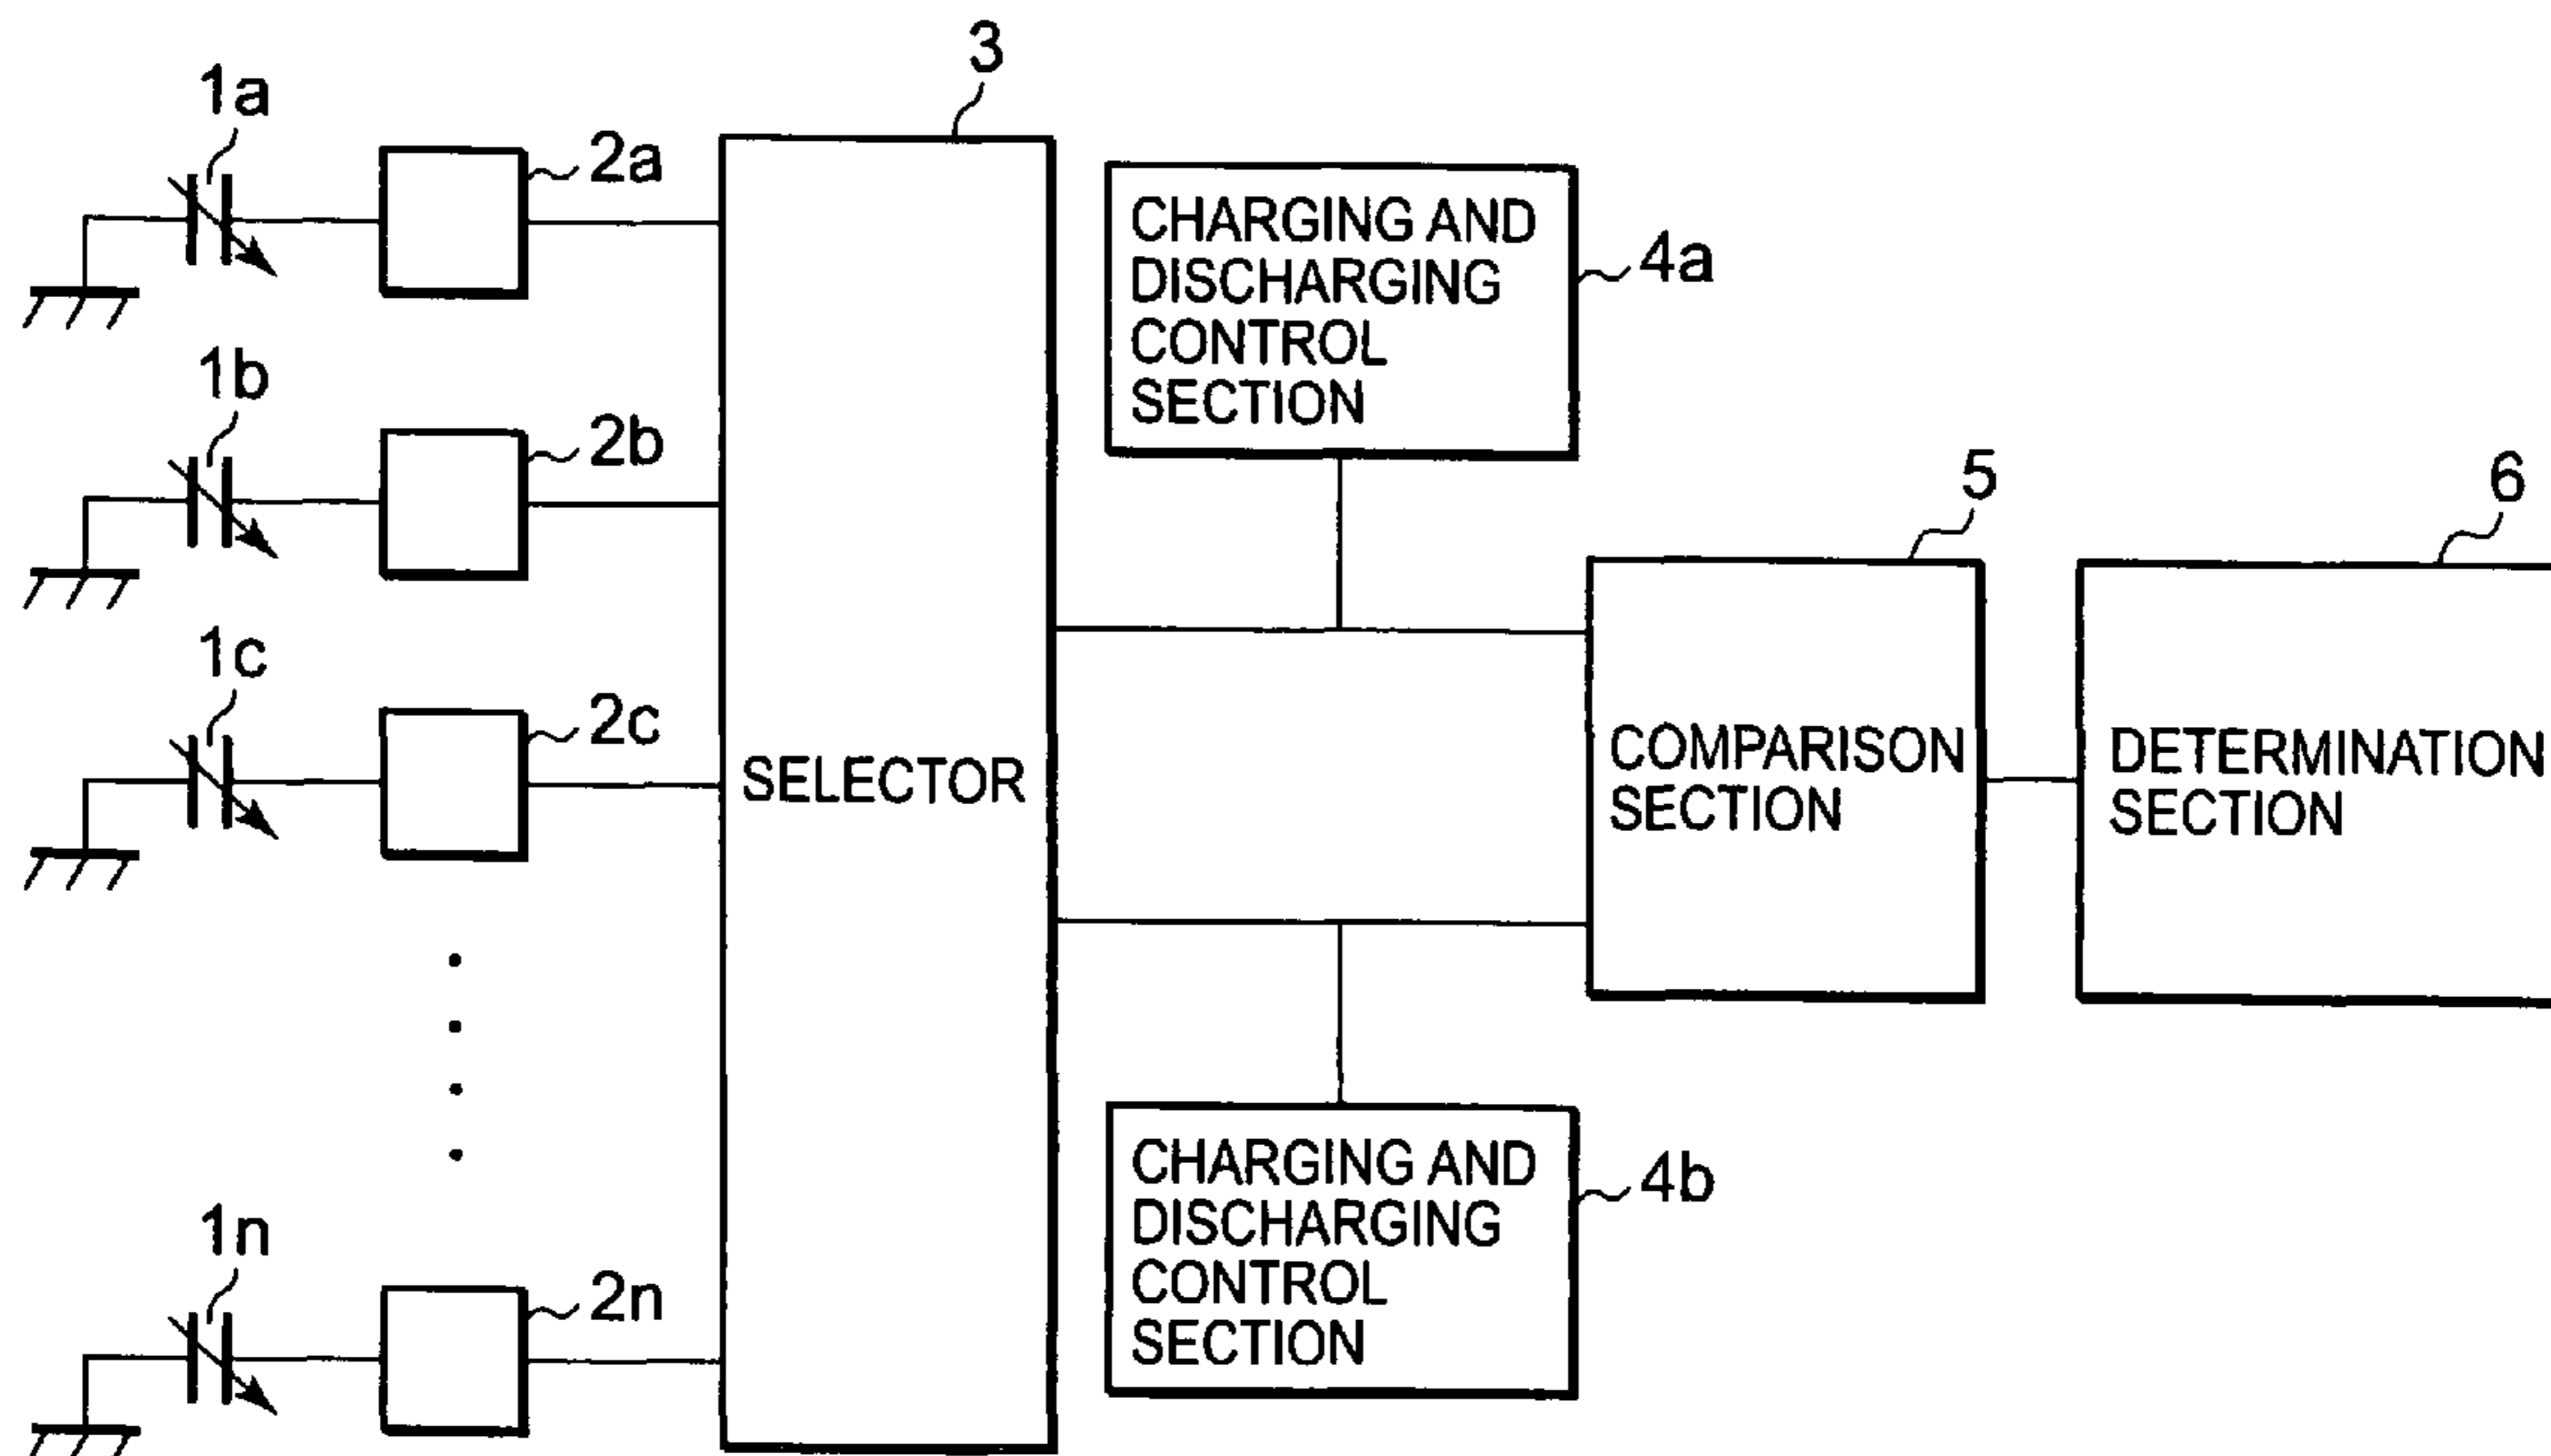 3
1a
2a
CHARGING AND
DISCHARGING
CONTROL
SECTION
4a
1b
2b
5
6
1c
2c
SELECTOR
COMPARISON
SECTION
DETERMINATION
SECTION
CHARGING AND
DISCHARGING
CONTROL
SECTION
4b
1n
2n